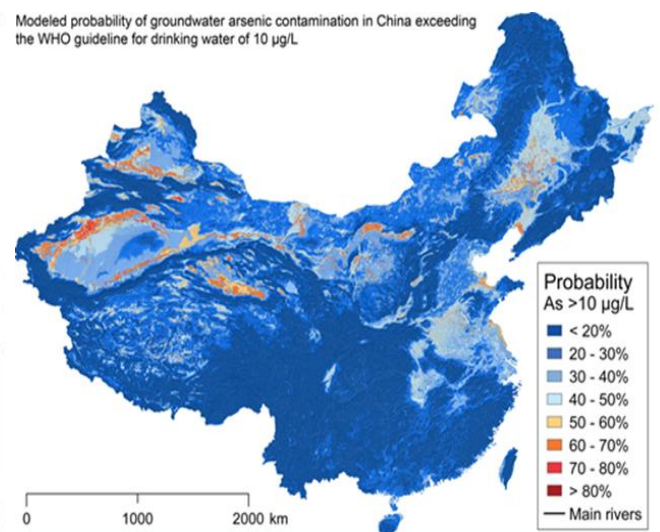 Modeled probability of groundwater arsenic contamination in China exceeding
the WHO guideline for drinking water of 10 µg/L
Probability
As >10 µg/L
< 20%
20 - 30%
30 - 40%
40 - 50%
50 - 60%
60 - 70%
70 - 80%
> 80%
Main rivers
0 1000 2000 km